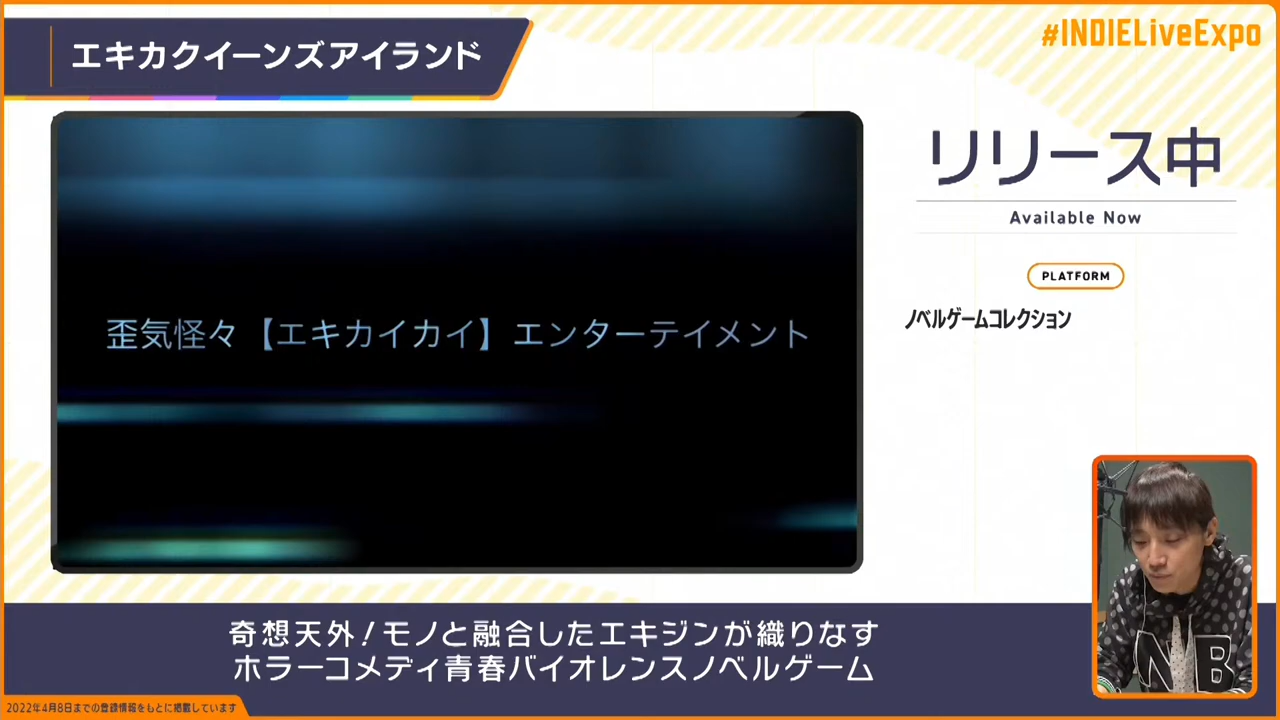 エキカクイーンズアイランド
#INDIELiveExpo
リリース中
Available Now
PLATFORM
ノベルゲームコレクション
歪気怪々【エキカイカイ】エンターテイメント
奇想天外！モノと融合したエキジンが織りなす
ホラーコメディ青春バイオレンスノベルゲーム
NB
2022年4月8日までの登録情報をもとに掲載しています